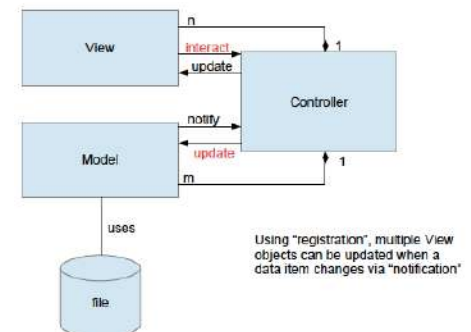 n
View
interact
1
update
Controller
notify
Model
update
m
1
uses
Using "registration", multiple View
objects can be updated when a
data item changes via "notification"
file